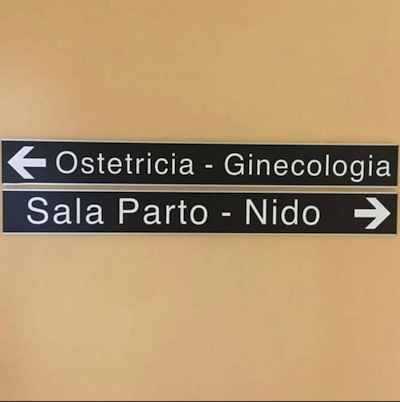 Ostetricia - Ginecologia
Sala Parto - Nido